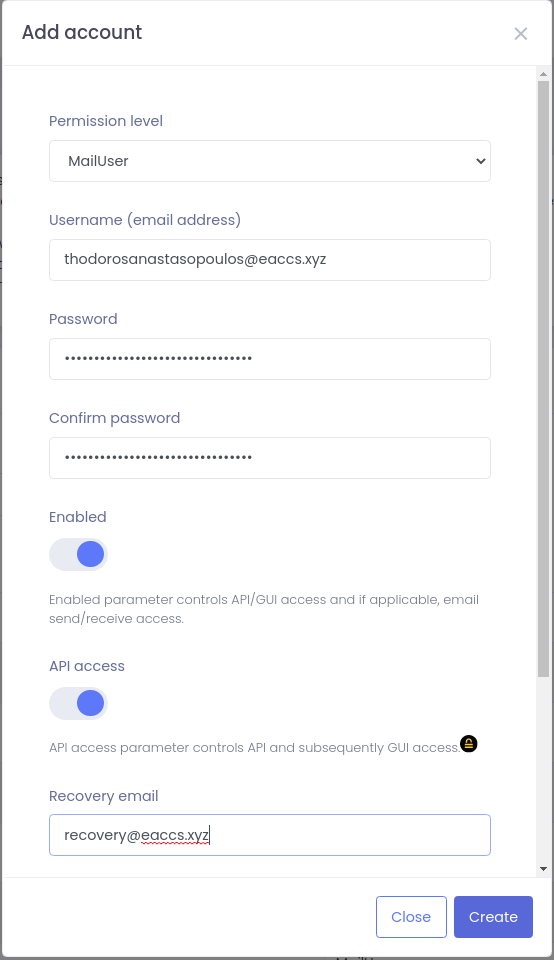 Add account
×
Permission level
MailUser
Username (email address)
thodorosanastasopoulos@eaccs.xyz
Password
••••••••••••••••••••••••••••••••
Confirm password
••••••••••••••••••••••••••••••••
Enabled
Enabled parameter controls API/GUI access and if applicable, email
send/receive access.
API access
API access parameter controls API and subsequently GUI access.
Recovery email
recovery@eaccs.xyz
Close
Create